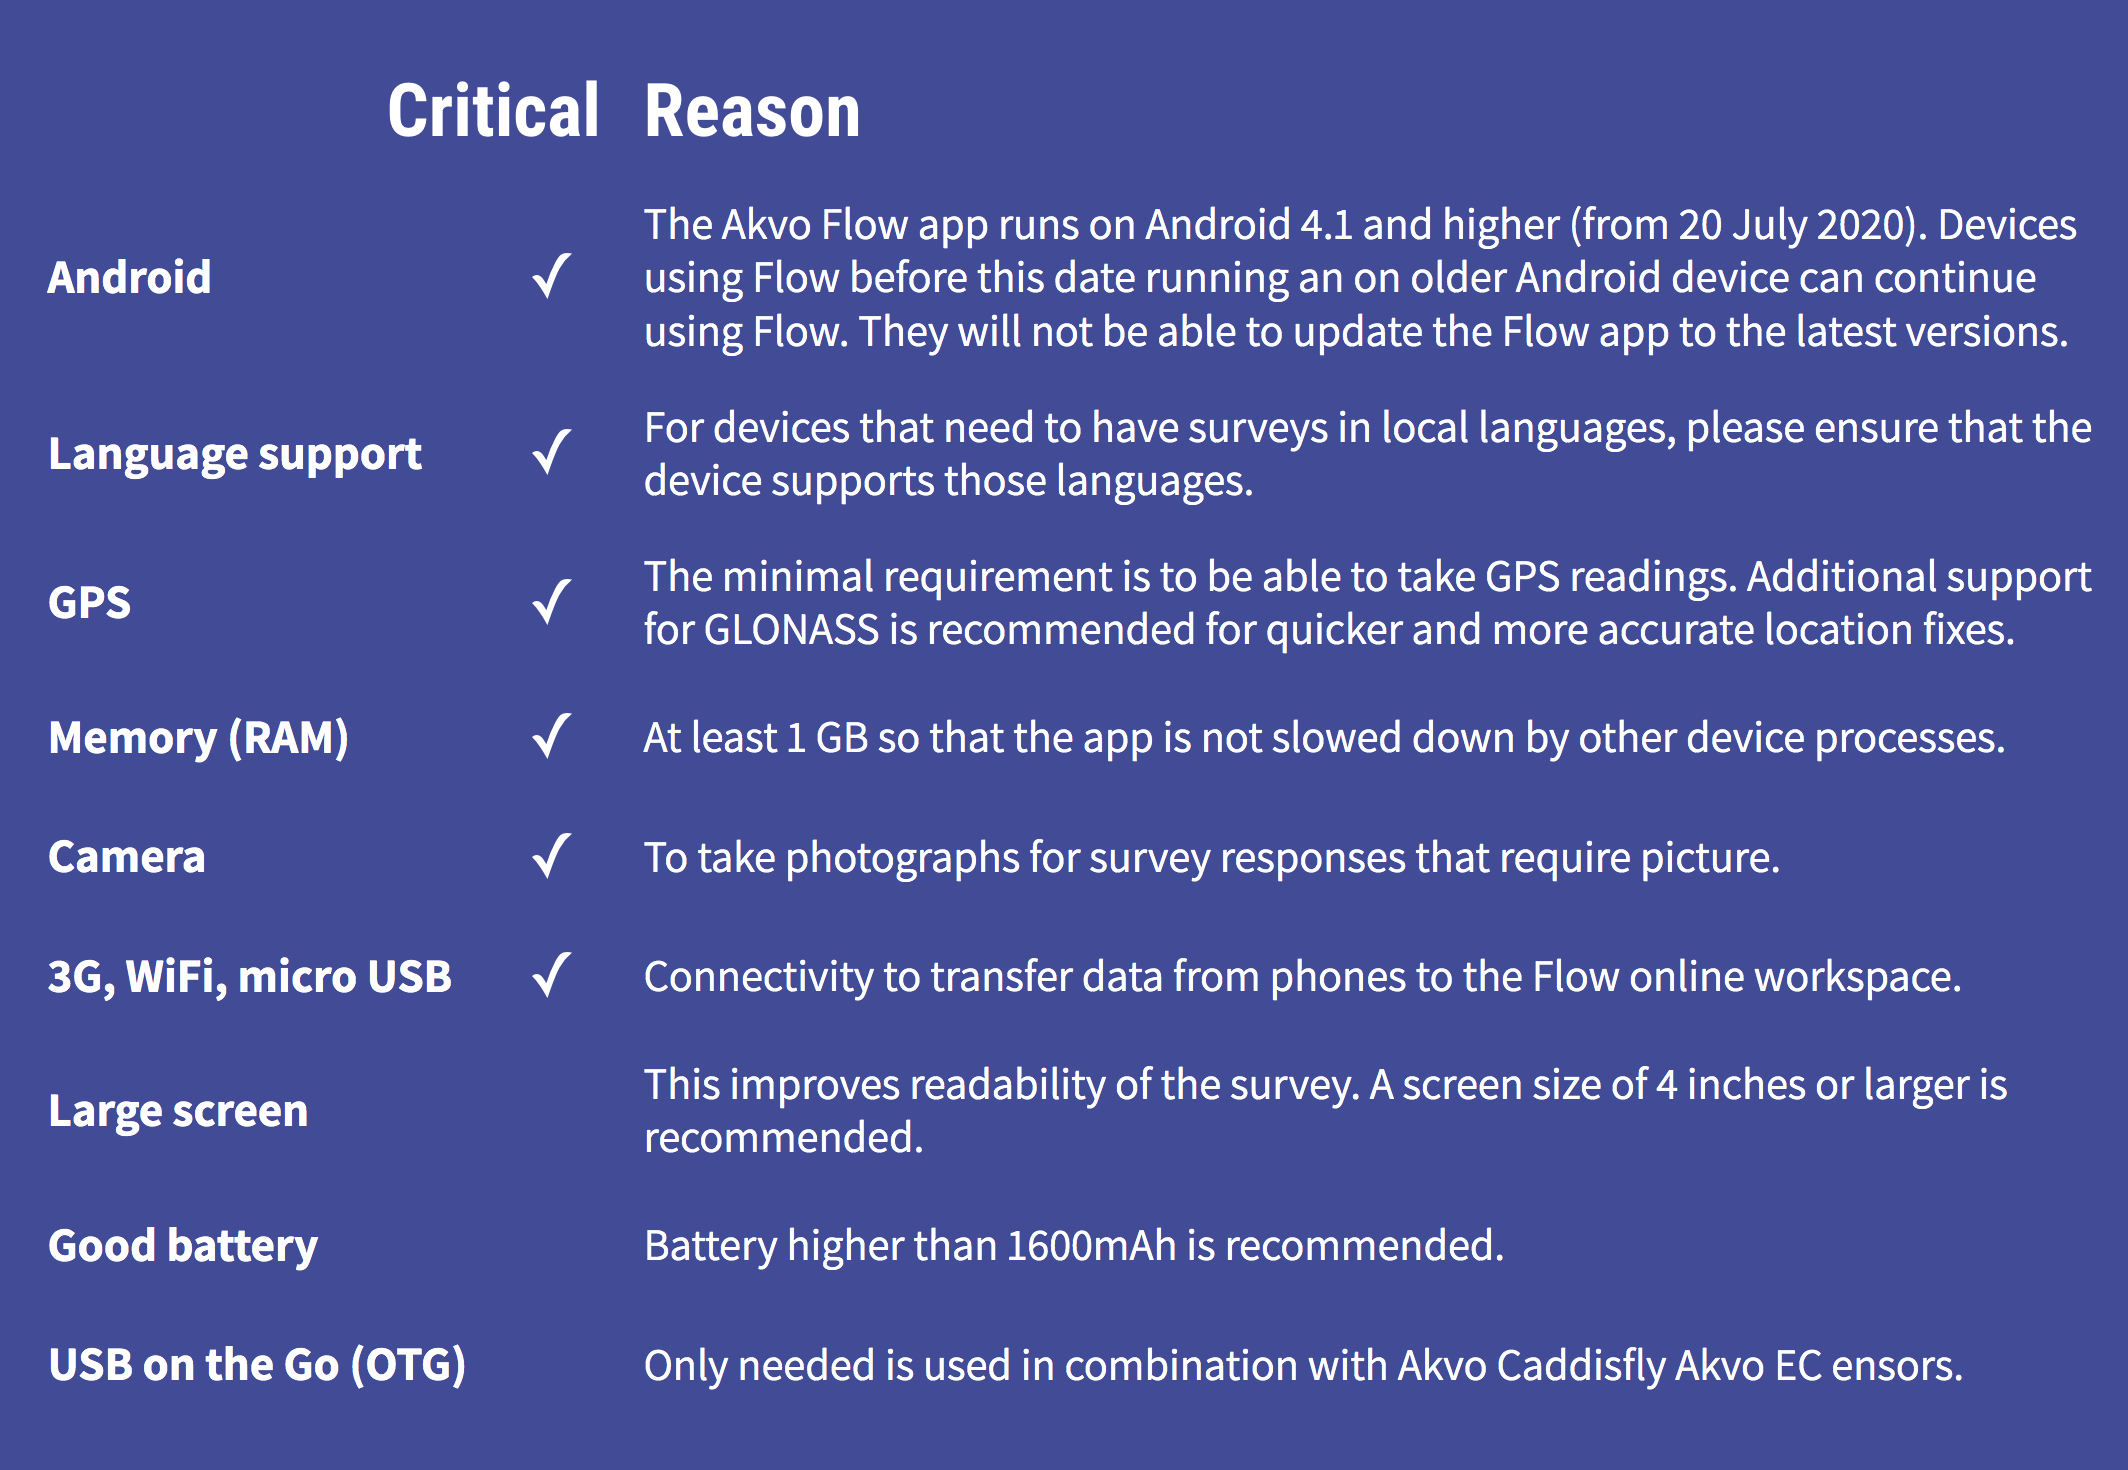 Critical Reason
Android ✓
The Akvo Flow app runs on Android 4.1 and higher (from 20 July 2020). Devices
using Flow before this date running an on older Android device can continue
using Flow. They will not be able to update the Flow app to the latest versions.
Language support ✓
For devices that need to have surveys in local languages, please ensure that the
device supports those languages.
GPS ✓
The minimal requirement is to be able to take GPS readings. Additional support
for GLONASS is recommended for quicker and more accurate location fixes.
Memory (RAM) ✓ At least 1 GB so that the app is not slowed down by other device processes.
Camera ✓ To take photographs for survey responses that require picture.
3G, WiFi, micro USB ✓ Connectivity to transfer data from phones to the Flow online workspace.
Large screen
This improves readability of the survey. A screen size of 4 inches or larger is
recommended.
Good battery Battery higher than 1600mAh is recommended.
USB on the Go (OTG) Only needed is used in combination with Akvo Caddisfly Akvo EC ensors.